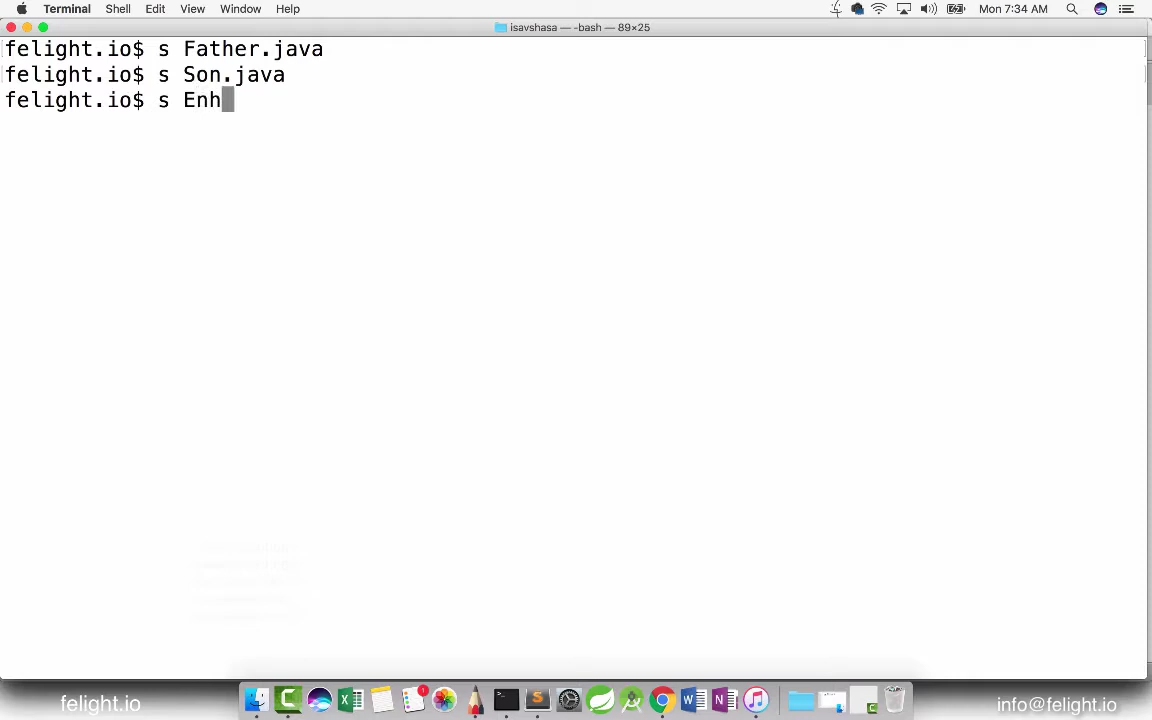 Terminal Shell Edit View Window Help Mon 7:34 AM
isavshasa — -bash — 89×25
felight.io$ s Father.java
felight.io$ s Son.java
felight.io$ s Enh
felight.io info@felight.io